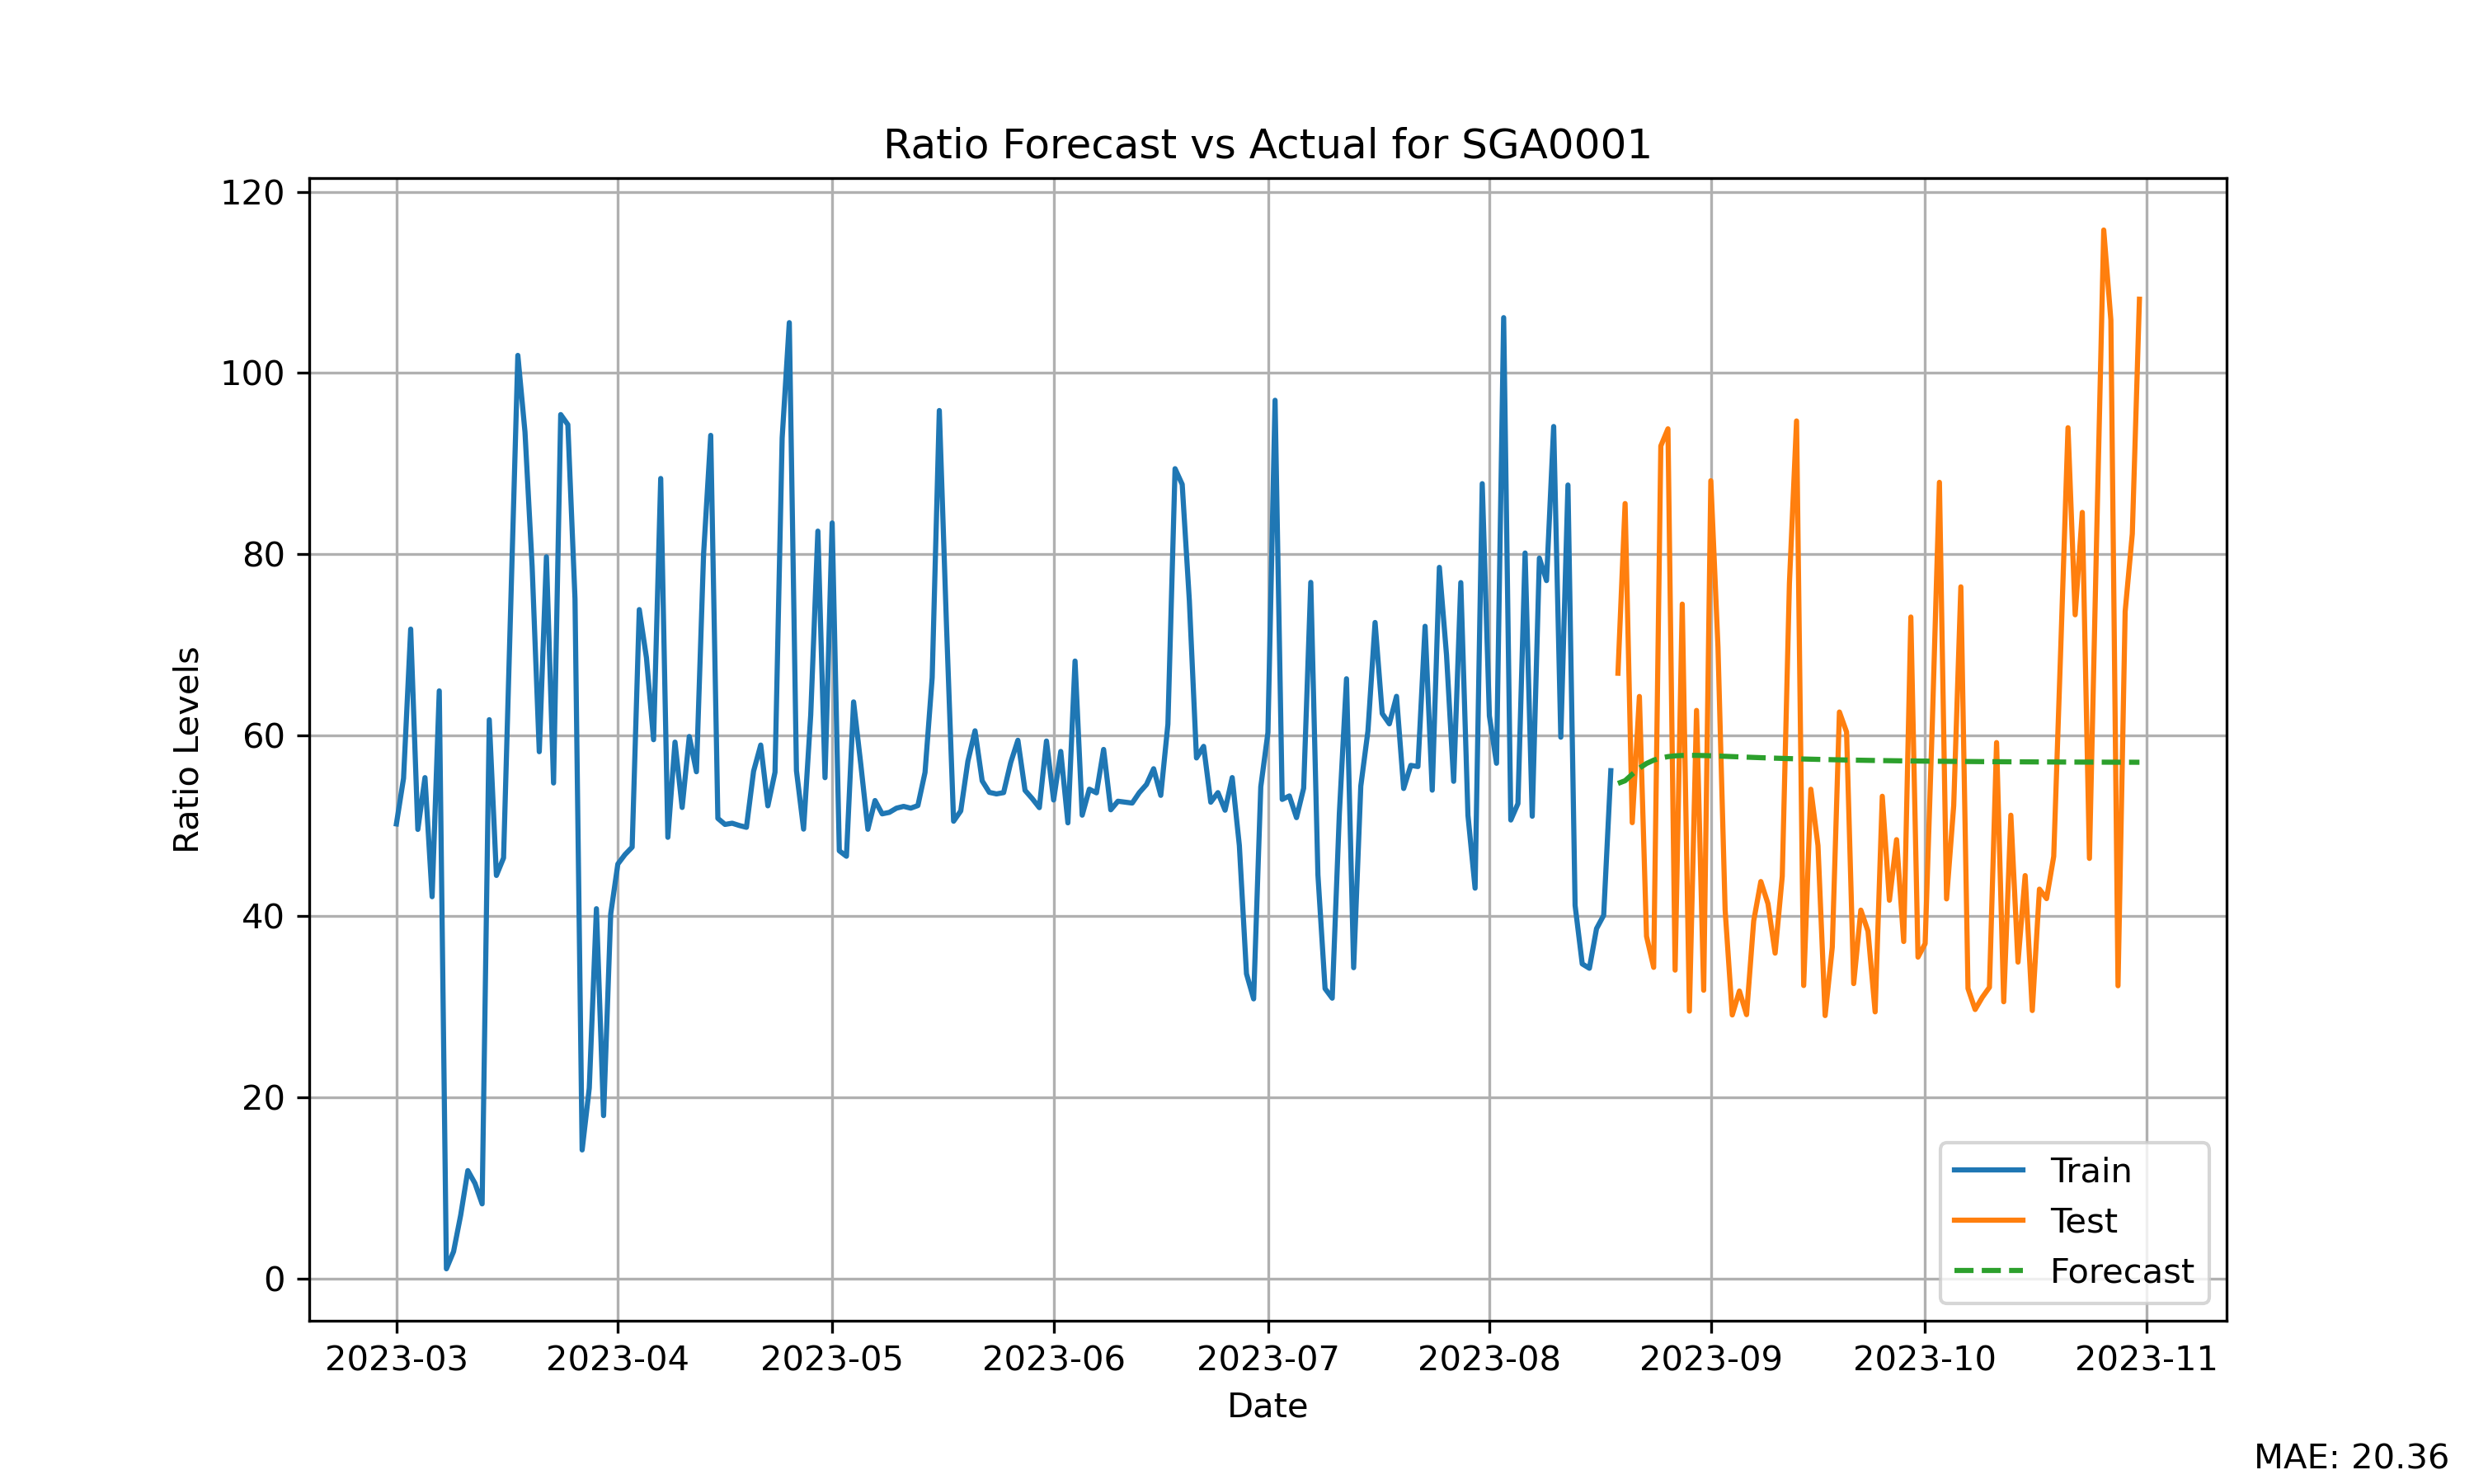 Ratio Forecast vs Actual for SGA0001
120
100
80
60
40
20
0
Ratio Levels
2023-03 2023-04 2023-05 2023-06 2023-07 2023-08 2023-09 2023-10 2023-11
Date
Train
Test
Forecast
MAE: 20.36